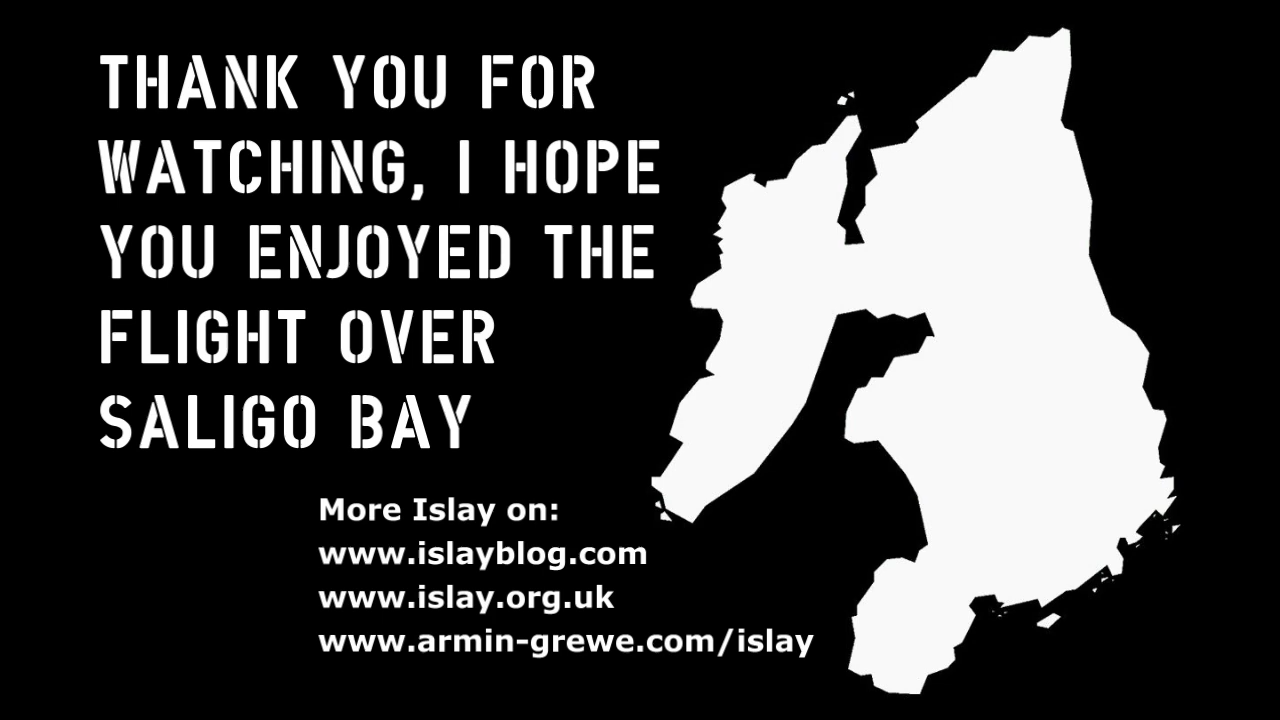 THANK YOU FOR
WATCHING, I HOPE
YOU ENJOYED THE
FLIGHT OVER
SALIGO BAY
More Islay on:
www.islayblog.com
www.islay.org.uk
www.armin-grewe.com/islay